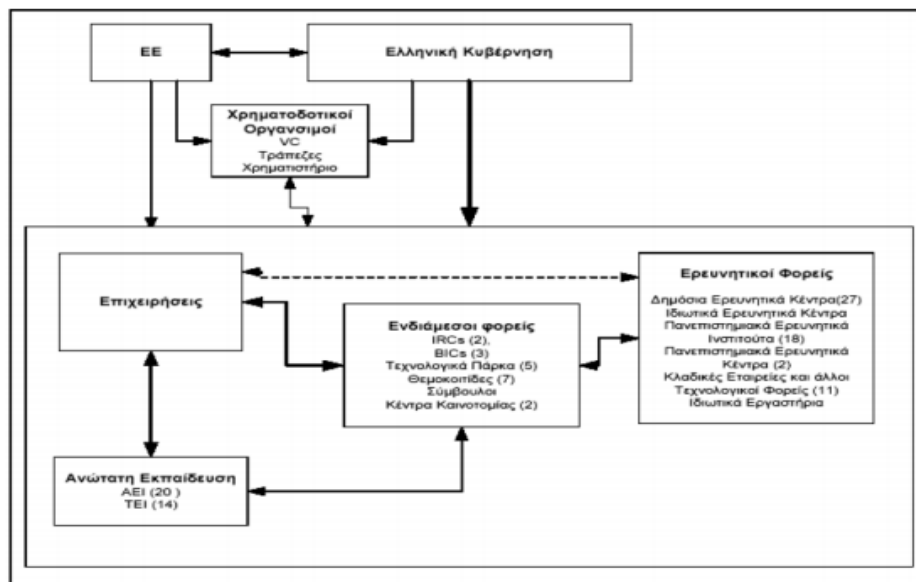 ΕΕ
Ελληνική Κυβέρνηση
Χρηματοδοτικοί
Οργανσιμοί
VC
Τράπεζες
Χρηματιστήριο
Επιχειρήσεις
Ενδιάμεσοι φορείς
IRCs (2),
BICs (3)
Τεχνολογικά Πάρκα (5)
Θεμοκοιτίδες (7)
Σύμβουλοι
Κέντρα Καινοτομίας (2)
Ερευνητικοί Φορείς
Δημόσια Ερευνητικά Κέντρα(27)
Ιδιωτικά Ερευνητικά Κέντρα
Πανεπιστημιακά Ερευνητικά
Ινστιτούτα (18)
Πανεπιστημιακά Ερευνητικά
Κέντρα (2)
Κλαδικές Εταιρείες και άλλοι
Τεχνολογικοί Φορείς (11)
Ιδιωτικά Εργαστήρια
Ανώτατη Εκπαίδευση
ΑΕΙ (20 )
ΤΕΙ (14)